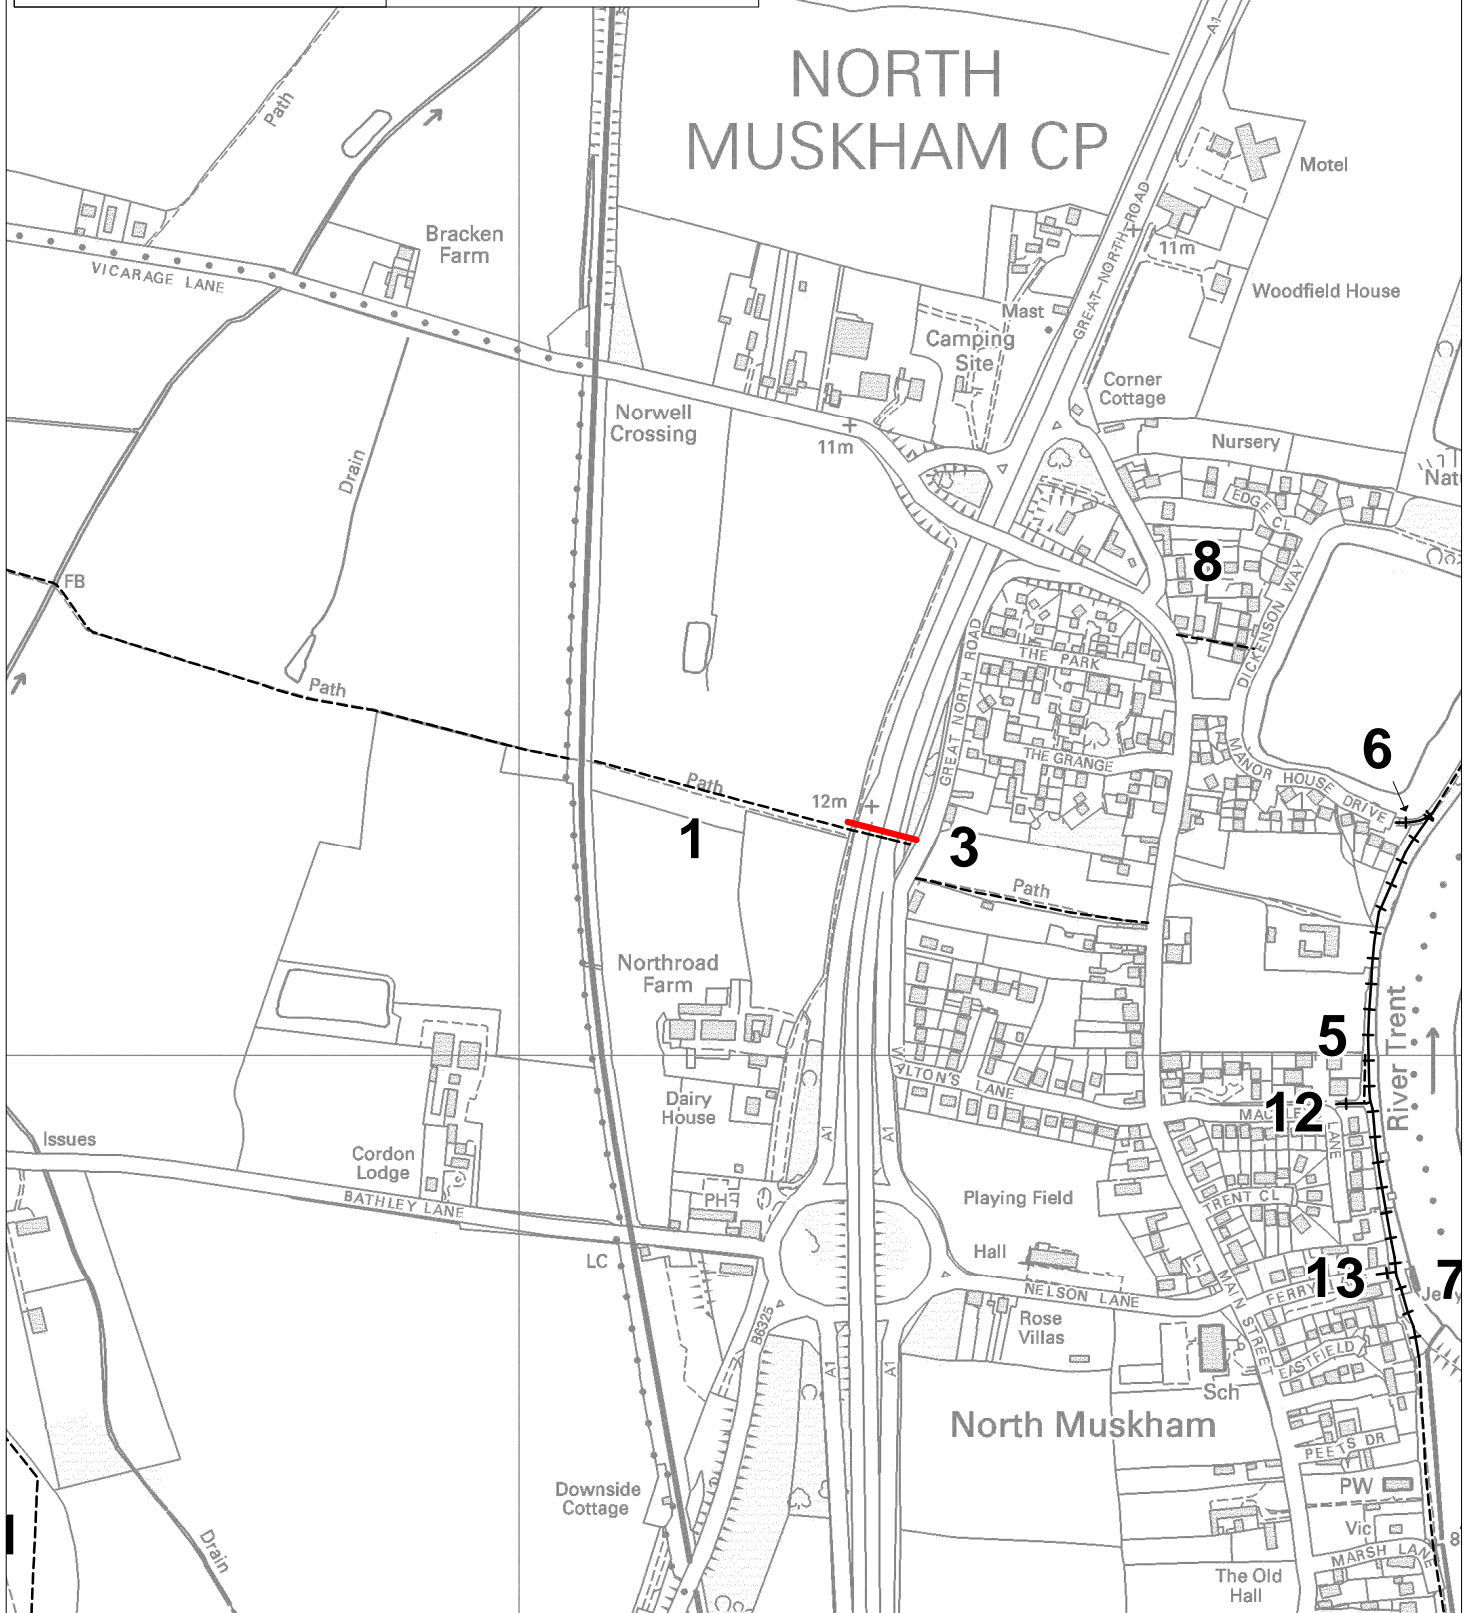 NORTH
MUSKHAM CP
A1
Path
Motel
Bracken
Farm
GREAT NORTH ROAD
11m
VICARAGE LANE
Woodfield House
Mast
Camping
Site
Corner
Cottage
Norwell
Crossing
11m
Nursery
Drain
EDGE CL
8
FB
DICKENSON WAY
THE PARK
GREAT NORTH ROAD
Path
6
MANOR HOUSE DRIVE
THE GRANGE
Path
12m
1
3
Path
Northroad
Farm
River Trent
5
WALTON'S LANE
Dairy
House
12
LANE
A1
A1
Issues
Cordon
Lodge
BATHLEY LANE
PH
Playing Field
TRENT CL
Hall
LC
13
7
NELSON LANE
FERRY
MAIN STREET
Rose
Villas
B6325
A1
A1
EASTFIELD
Sch
North Muskham
PEETS DR
Downside
Cottage
PW
Vic
Drain
MARSH LANE
8
The Old
Hall